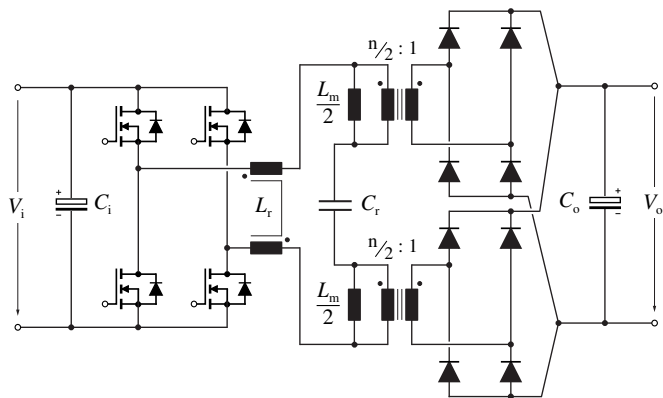 n/2 : 1
Lm/2
+
Vi
Ci
−
Lr
Cr
+
Co
−
Vo
n/2 : 1
Lm/2